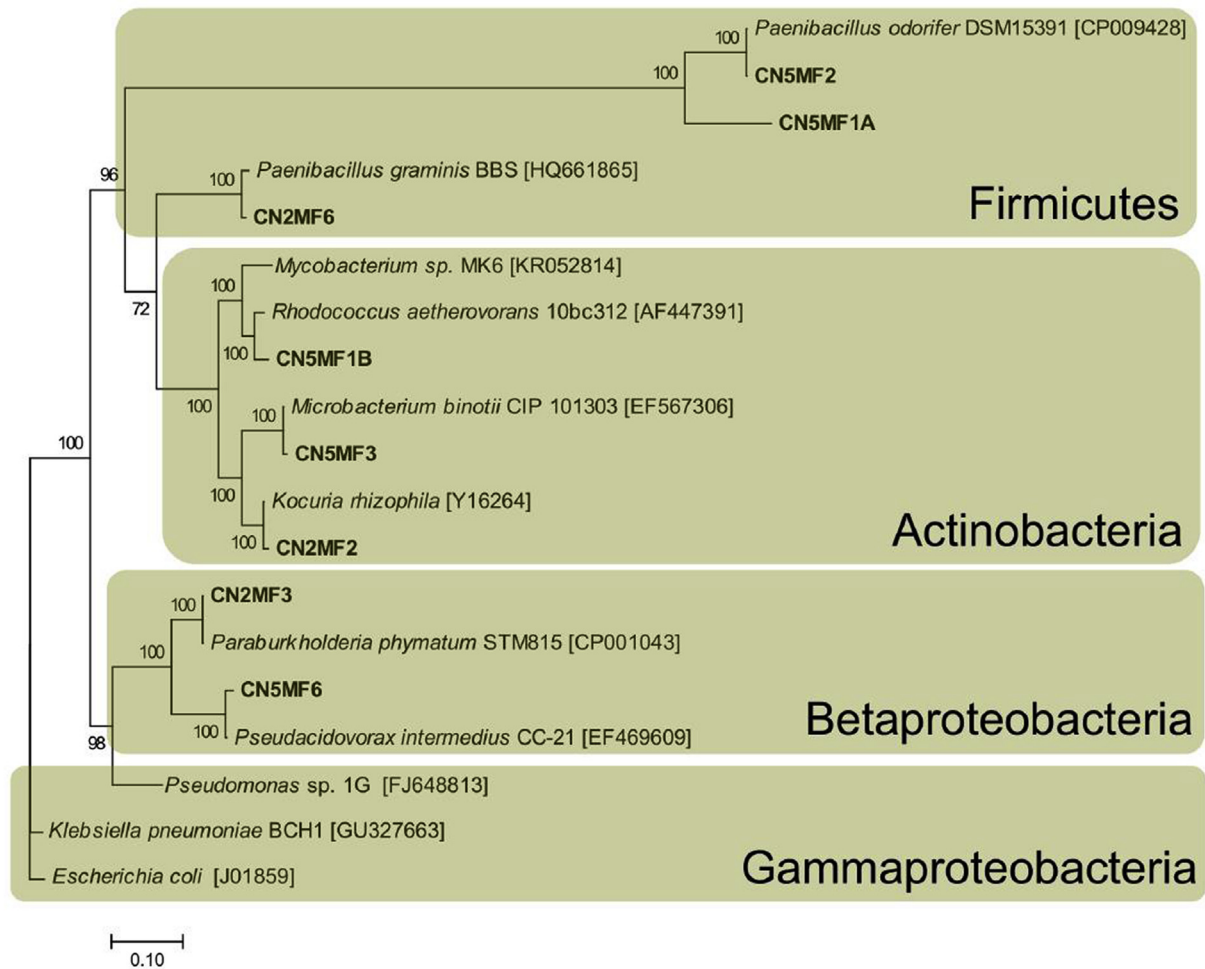 100
Paenibacillus odorifer DSM15391 [CP009428]
100
CN5MF2
CN5MF1A
96
100
Paenibacillus graminis BBS [HQ661865]
CN2MF6
Firmicutes
Mycobacterium sp. MK6 [KR052814]
100
72
Rhodococcus aetherovorans 10bc312 [AF447391]
100
CN5MF1B
100
Microbacterium binotii CIP 101303 [EF567306]
100
100
CN5MF3
100
Kocuria rhizophila [Y16264]
100
CN2MF2
Actinobacteria
100
CN2MF3
100
Paraburkholderia phymatum STM815 [CP001043]
CN5MF6
100
Pseudacidovorax intermedius CC-21 [EF469609]
98
Betaproteobacteria
Pseudomonas sp. 1G [FJ648813]
Klebsiella pneumoniae BCH1 [GU327663]
Escherichia coli [J01859]
Gammaproteobacteria
0.10